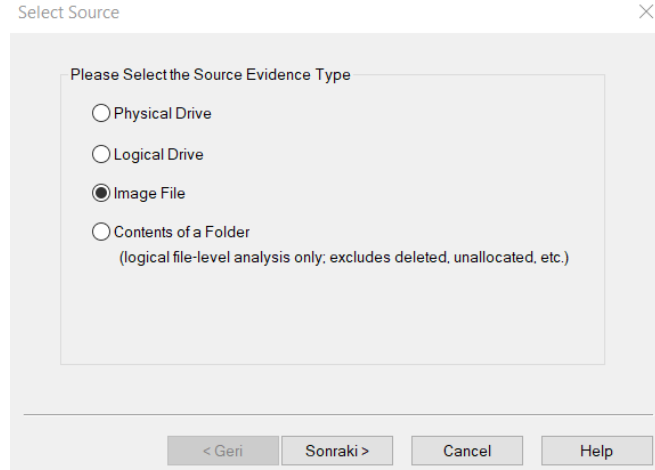 Select Source
Please Select the Source Evidence Type
Physical Drive
Logical Drive
Image File
Contents of a Folder
(logical file-level analysis only; excludes deleted, unallocated, etc.)
< Geri Sonraki > Cancel Help